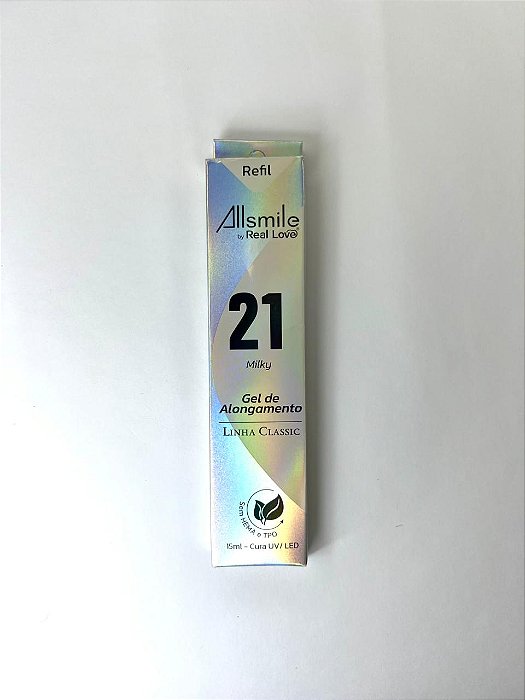 Refil
Allsmile
by Real Love®
21
Milky
Gel de
Alongamento
LINHA CLASSIC
Sem HEMA e TPO
15ml - Cura UV/ LED